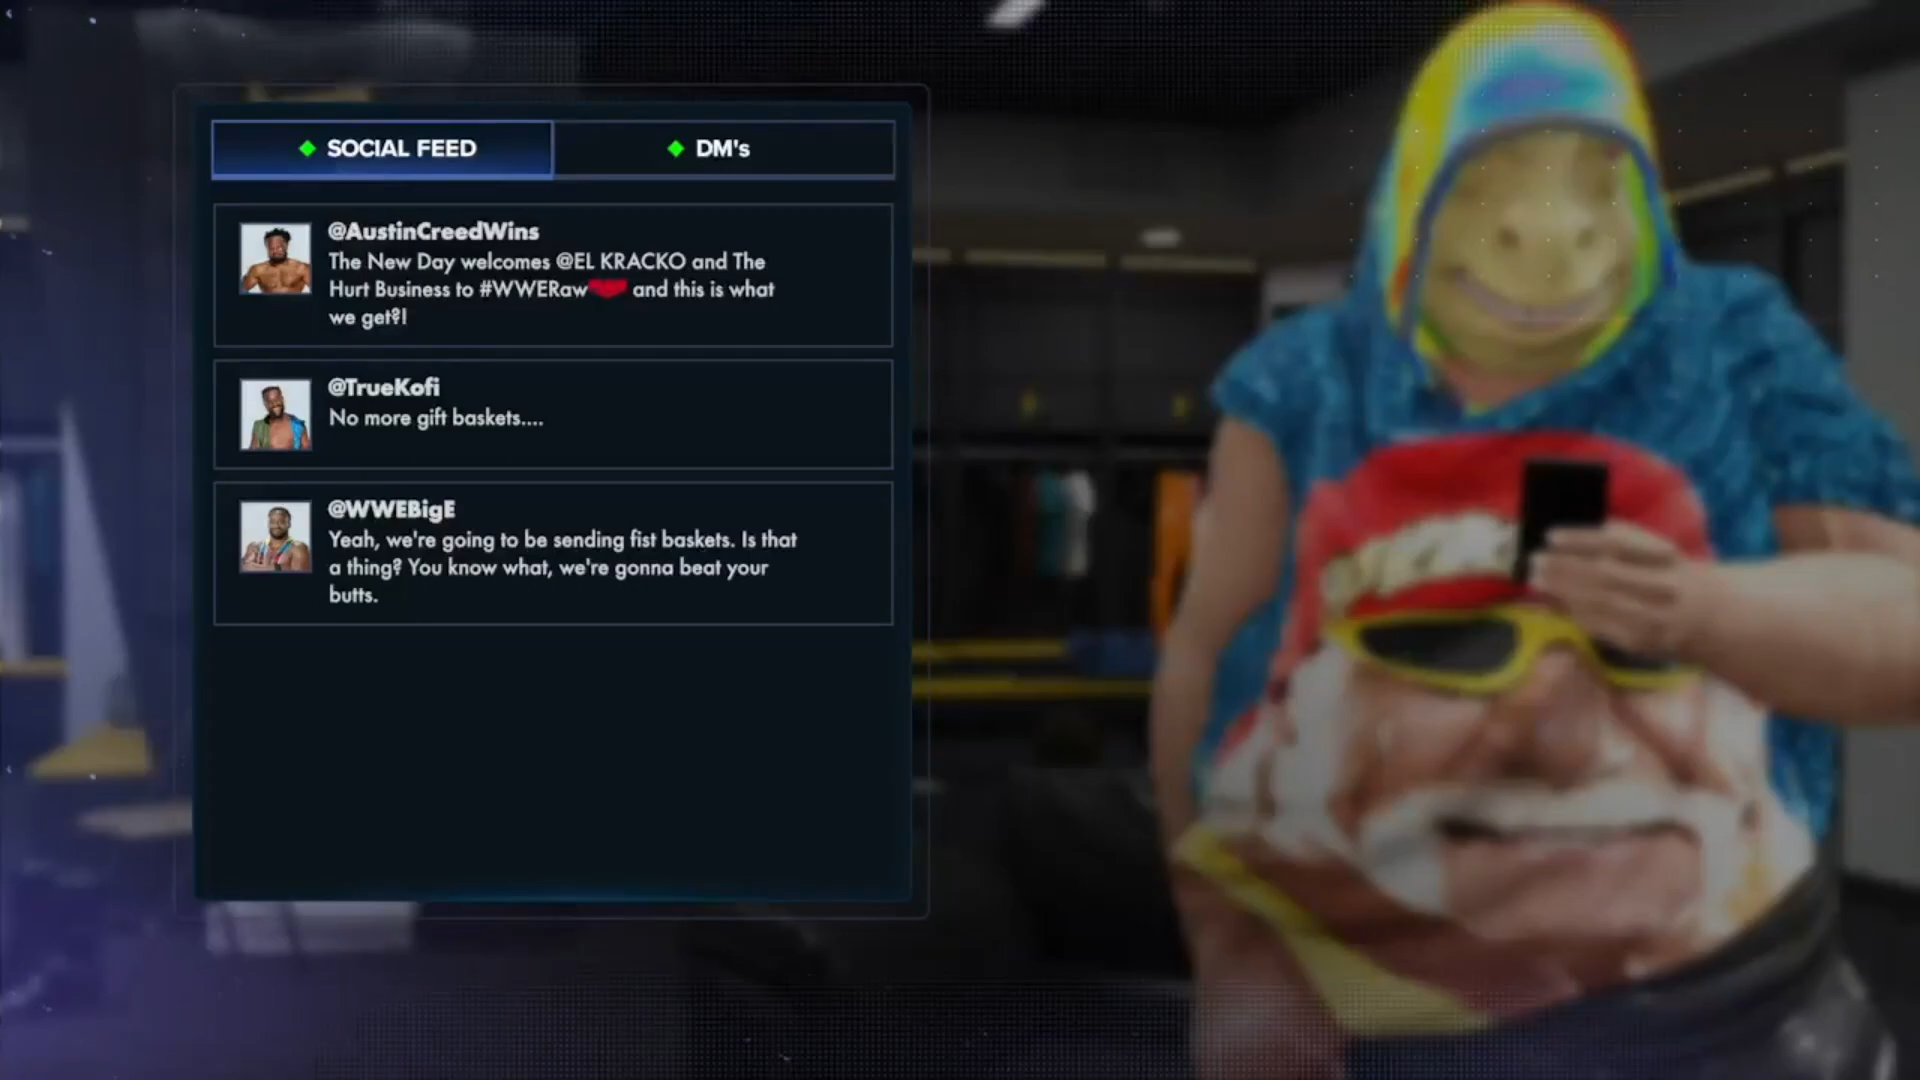 SOCIAL FEED
DM's
@AustinCreedWins
The New Day welcomes @EL KRACKO and The
Hurt Business to #WWERaw and this is what
we get?!
@TrueKofi
No more gift baskets....
@WWEBigE
Yeah, we're going to be sending fist baskets. Is that
a thing? You know what, we're gonna beat your
butts.